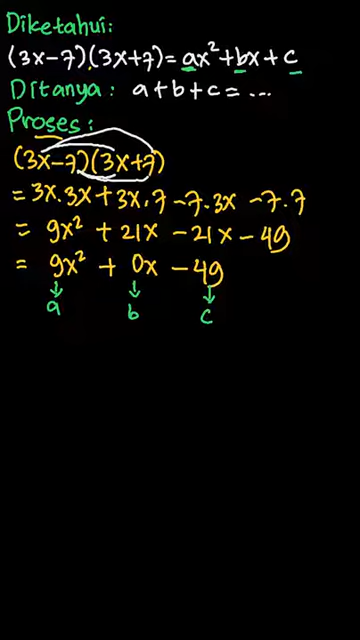 Diketahui:
(3x-7)(3x+7) = ax² + bx + c
Ditanya : a+b+c = ...
Proses :
(3x-7)(3x+7)
= 3x.3x + 3x.7 - 7.3x - 7.7
= 9x² + 21x - 21x - 49
= 9x² + 0x - 49
a b c